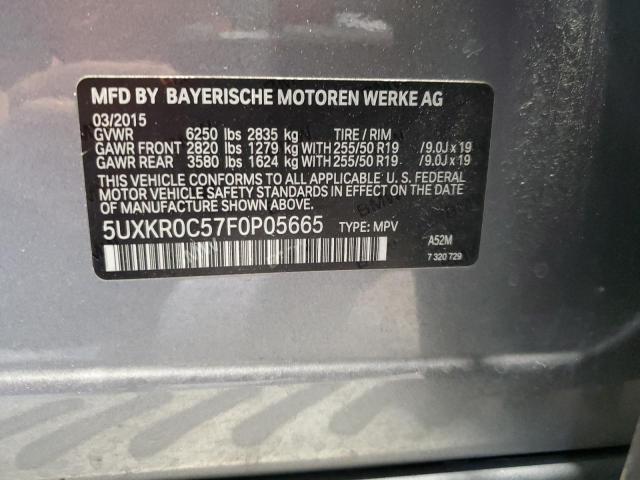 MFD BY BAYERISCHE MOTOREN WERKE AG
03/2015
GVWR 6250 lbs 2835 kg TIRE / RIM
GAWR FRONT 2820 lbs 1279 kg WITH 255/50 R19 /9.0J x 19
GAWR REAR 3580 lbs 1624 kg WITH 255/50 R19 /9.0J x 19
THIS VEHICLE CONFORMS TO ALL APPLICABLE U. S. FEDERAL
MOTOR VEHICLE SAFETY STANDARDS IN EFFECT ON THE DATE
OF MANUFACTURE SHOWN ABOVE.
5UXKR0C57F0P05665 TYPE: MPV
A52M
7 320 729